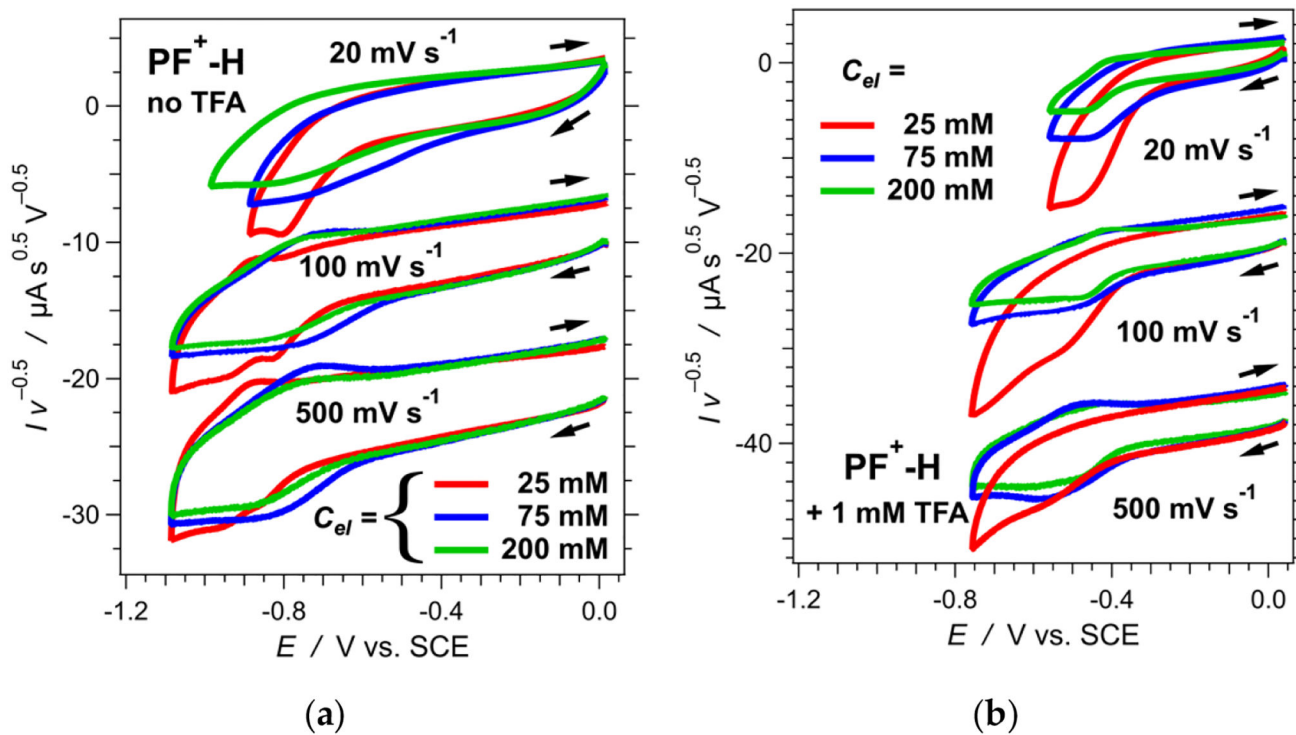 PF+-H
no TFA
20 mV s-1
100 mV s-1
500 mV s-1
Cel =
25 mM
75 mM
200 mM
0
-10
-20
-30
-1.2
-0.8
-0.4
0.0
I v-0.5 / μA s0.5 V-0.5
E / V vs. SCE
(a)
Cel =
25 mM
75 mM
200 mM
20 mV s-1
100 mV s-1
500 mV s-1
PF+-H
+ 1 mM TFA
0
-20
-40
-1.2
-0.8
-0.4
0.0
I v-0.5 / μA s0.5 V-0.5
E / V vs. SCE
(b)